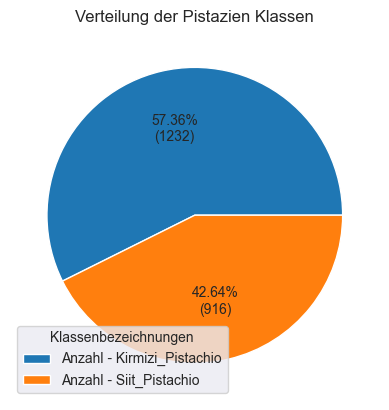 Verteilung der Pistazien Klassen
57.36%
(1232)
42.64%
(916)
Klassenbezeichnungen
Anzahl - Kirmizi_Pistachio
Anzahl - Siit_Pistachio